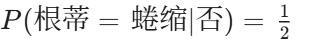 P(根蒂 = 蜷缩|否) = 1/2